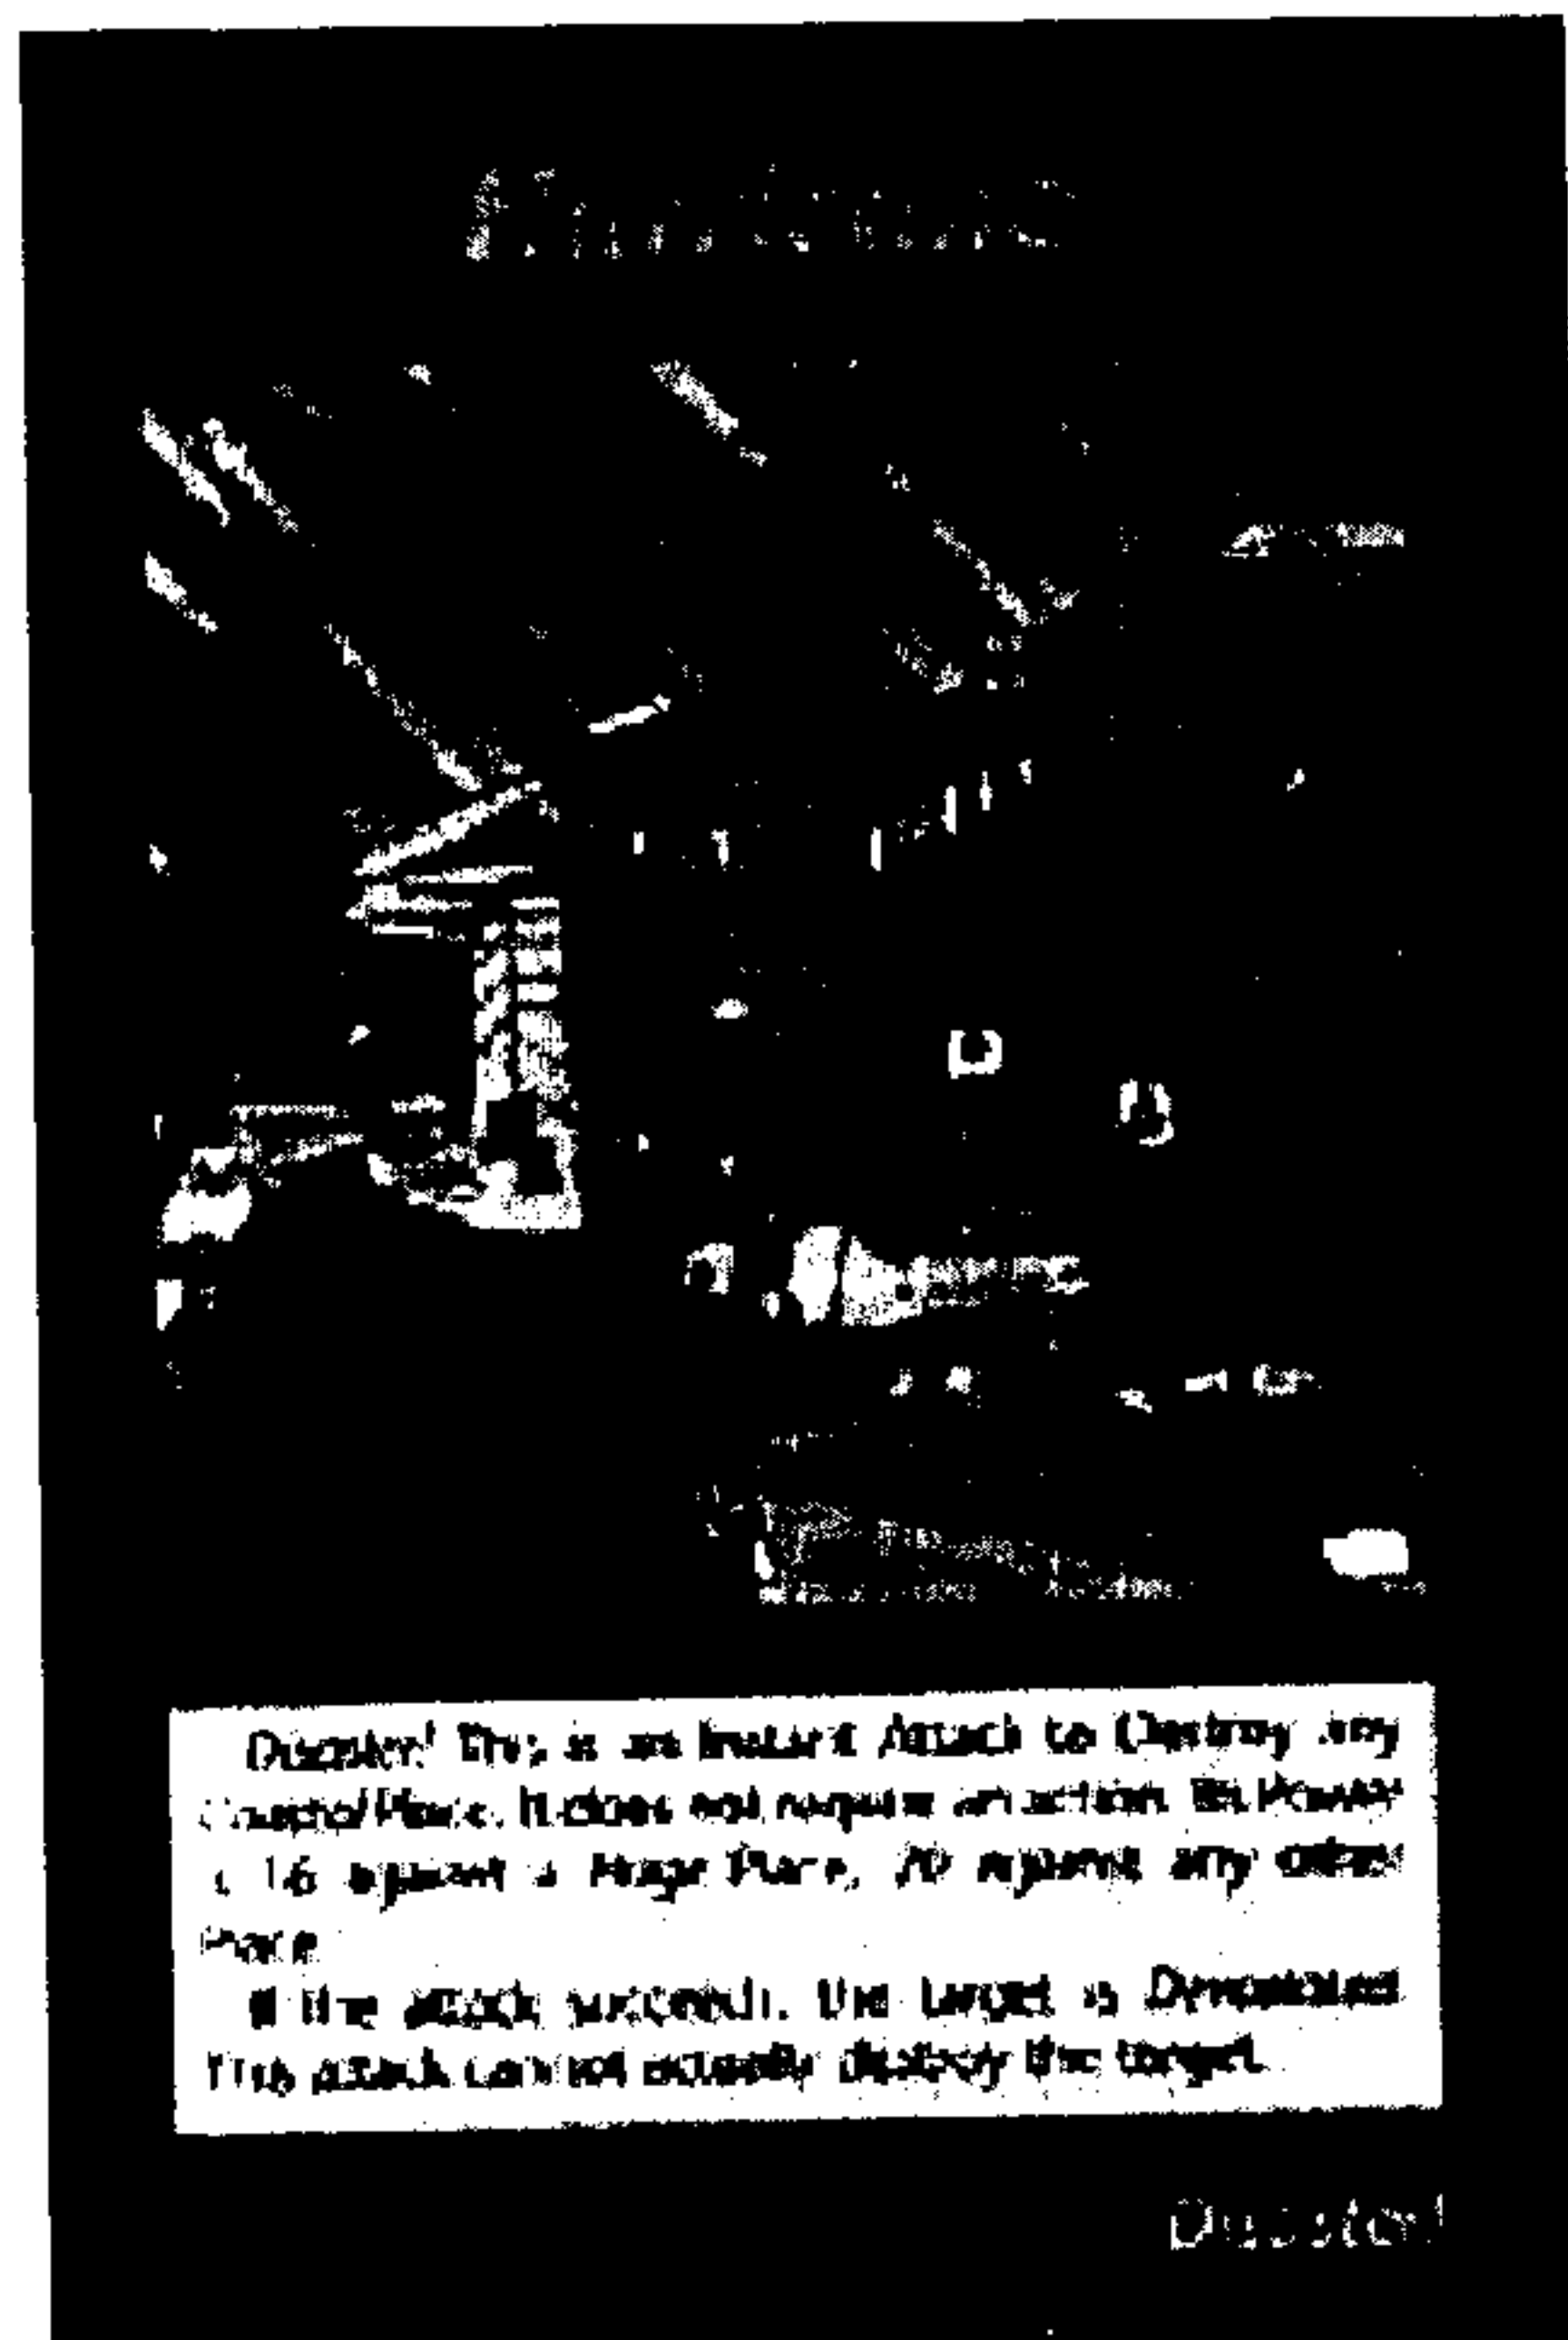 Disaster! This is an Instant Attack to Destroy any
Coastal Place. It does not require an action. Its Power
is 16 against a Huge Place, 20 against any other
Place.
If the attack succeeds, the target is Devastated.
This attack cannot actually destroy the target.
Disaster!